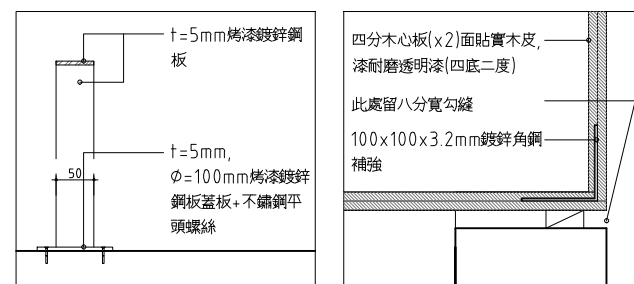 t=5mm烤漆鍍鋅鋼
板
50
t=5mm,
Φ=100mm烤漆鍍鋅
鋼板蓋板+不鏽鋼平
頭螺絲
四分木心板(x2)面貼實木皮,
漆耐磨透明漆(四底二度)
此處留八分寬勾縫
100x100x3.2mm鍍鋅角鋼
補強